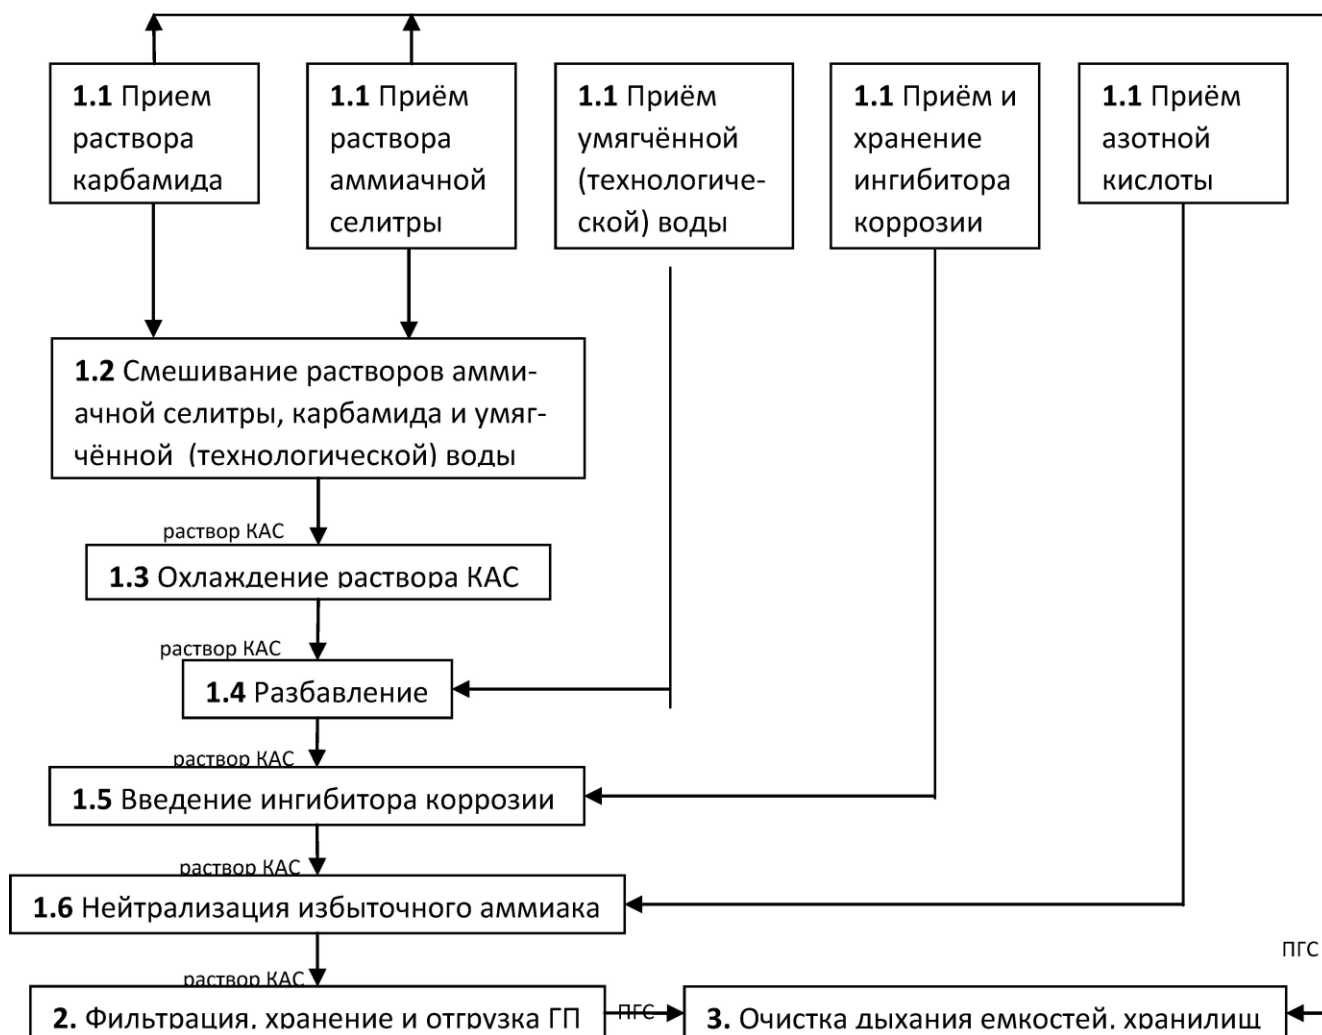 1.1 Прием
раствора
карбамида
1.1 Приём
раствора
аммиачной
селитры
1.1 Приём
умягчённой
(технологиче-
ской) воды
1.1 Приём и
хранение
ингибитора
коррозии
1.1 Приём
азотной
кислоты
1.2 Смешивание растворов амми-
ачной селитры, карбамида и умяг-
чённой (технологической) воды
раствор КАС
1.3 Охлаждение раствора КАС
раствор КАС
1.4 Разбавление
раствор КАС
1.5 Введение ингибитора коррозии
раствор КАС
1.6 Нейтрализация избыточного аммиака
ПГС
раствор КАС
2. Фильтрация, хранение и отгрузка ГП
ПГС
3. Очистка дыхания емкостей, хранилищ